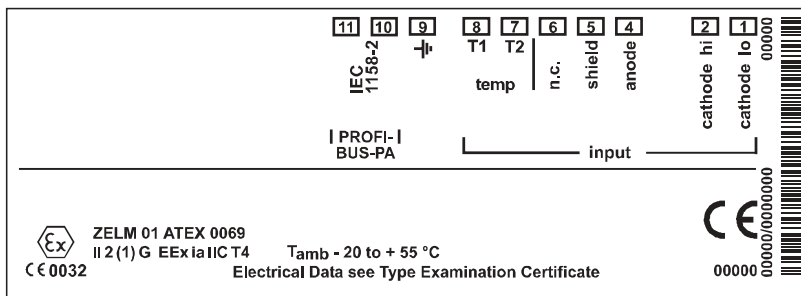 11 10 9 8 7 6 5 4 2 1
T1 T2
IEC
1158-2
temp
n.c.
shield
anode
cathode hi
cathode lo
PROFI-
BUS-PA
input
00000
00000/0000000
ZELM 01 ATEX 0069
II 2 (1) G EEx ia IIC T4
Tamb - 20 to + 55 °C
Electrical Data see Type Examination Certificate
εx
CE 0032
CE
00000